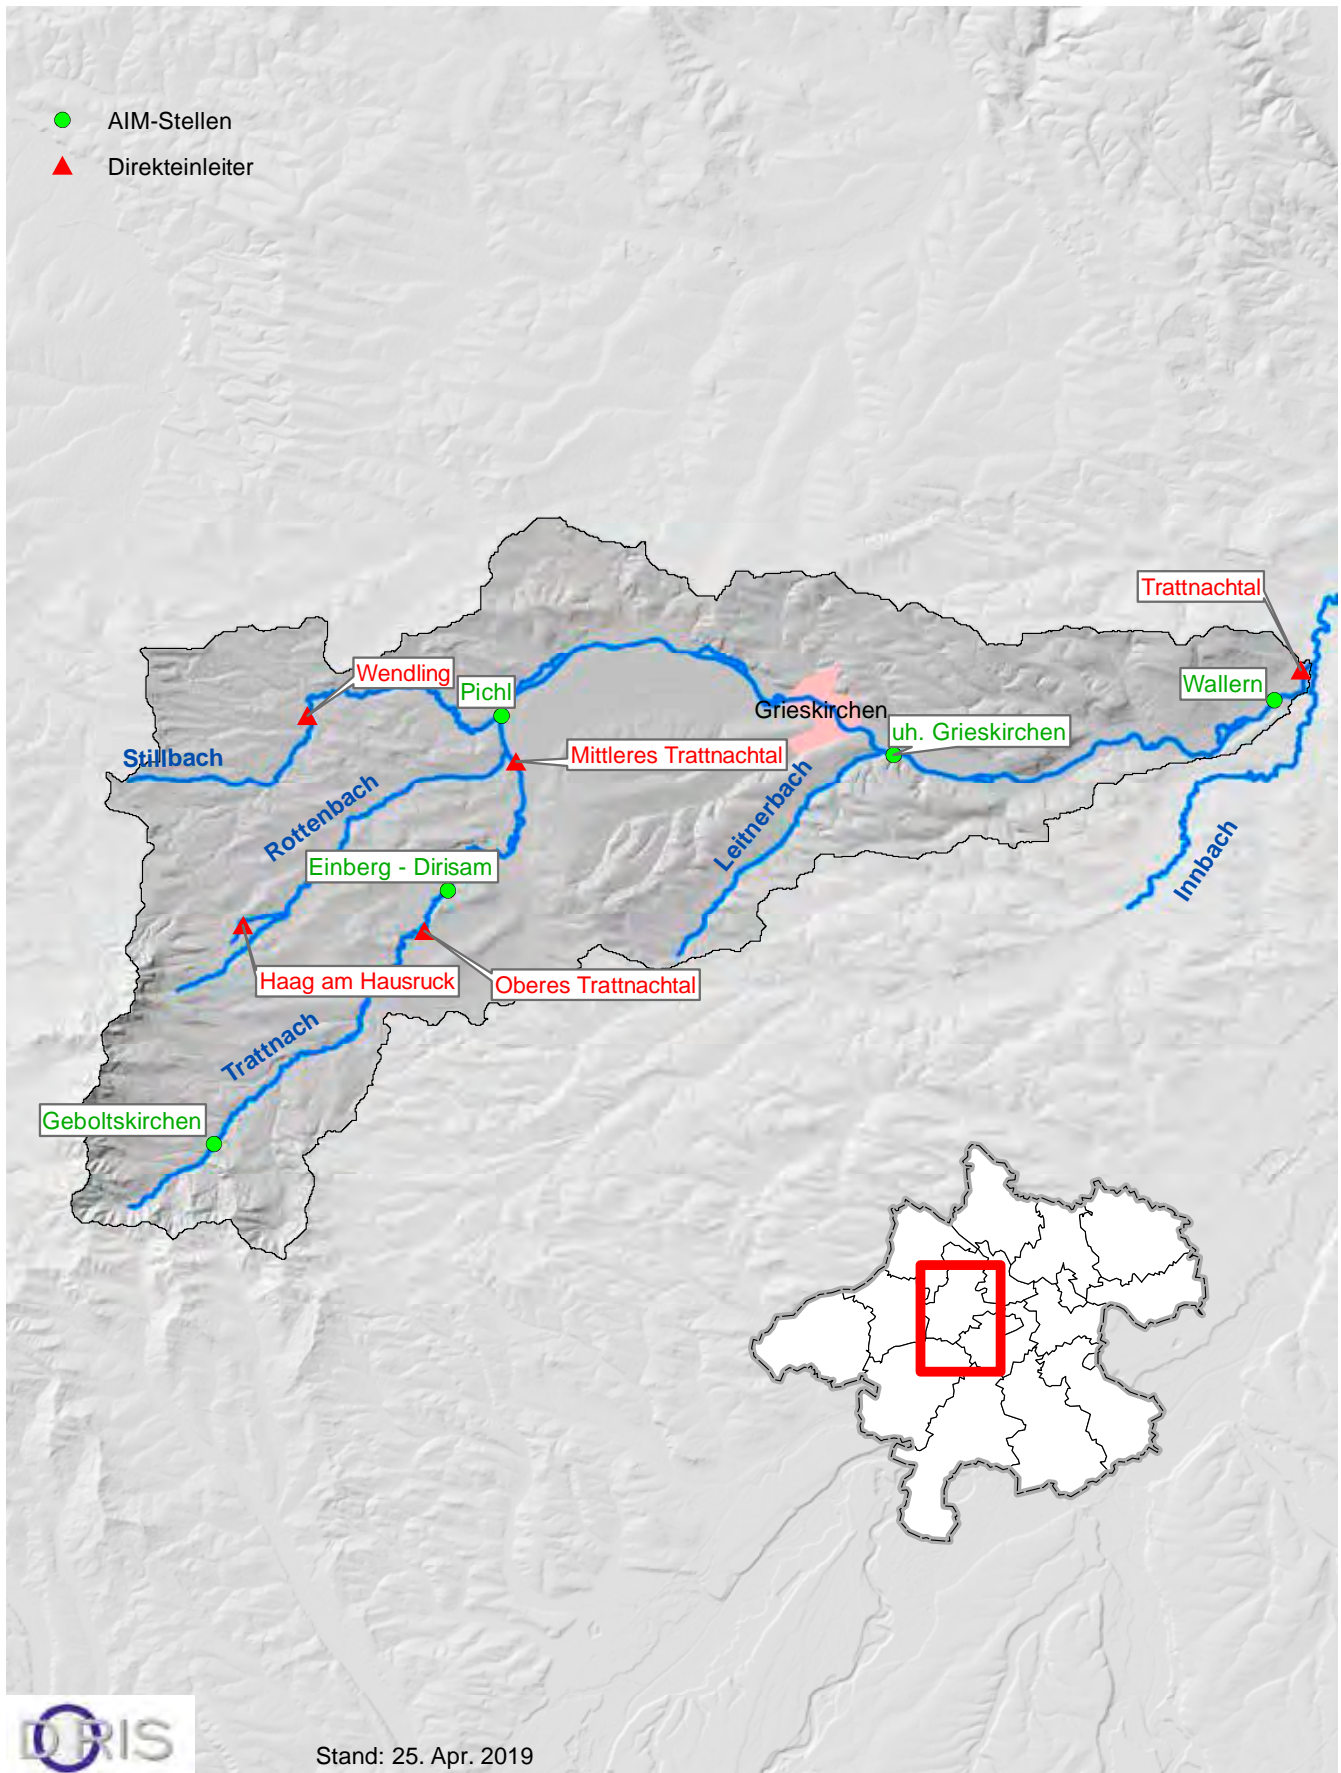 AIM-Stellen
Direkteinleiter
Trattnachtal
Wendling
Pichl
Wallern
Grieskirchen
uh. Grieskirchen
Stillbach
Mittleres Trattnachtal
Rottenbach
Leitnerbach
Einberg - Dirisam
Innbach
Haag am Hausruck
Oberes Trattnachtal
Trattnach
Geboltskirchen
DORIS
Stand: 25. Apr. 2019